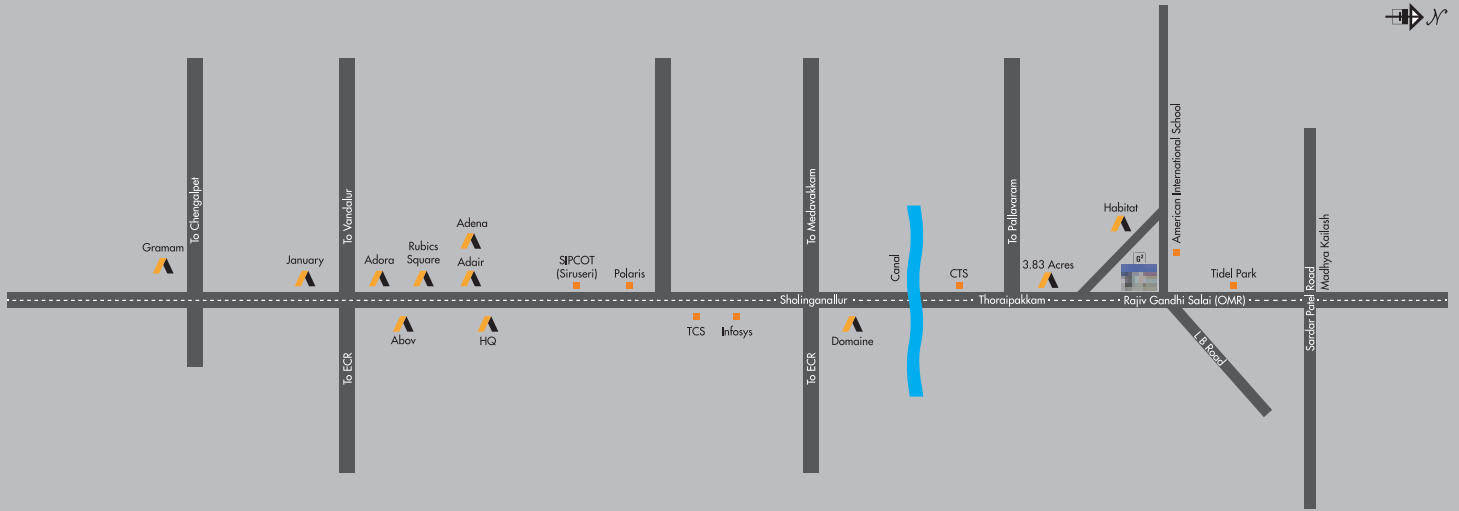 N
To Chengalpet
To Vandalur
To Medavakkam
To Pallavaram
American International School
Gramam
January
Adora
Rubics
Square
Adena
Adair
SIPCOT
(Siruseri)
Polaris
Canal
CTS
3.83 Acres
Habitat
G³
Tidel Park
Madhya Kailash
Sholinganallur
Thoraipakkam
Rajiv Gandhi Salai (OMR)
Sardar Patel Road
Abov
HQ
TCS
Infosys
Domaine
L B Road
To ECR
To ECR